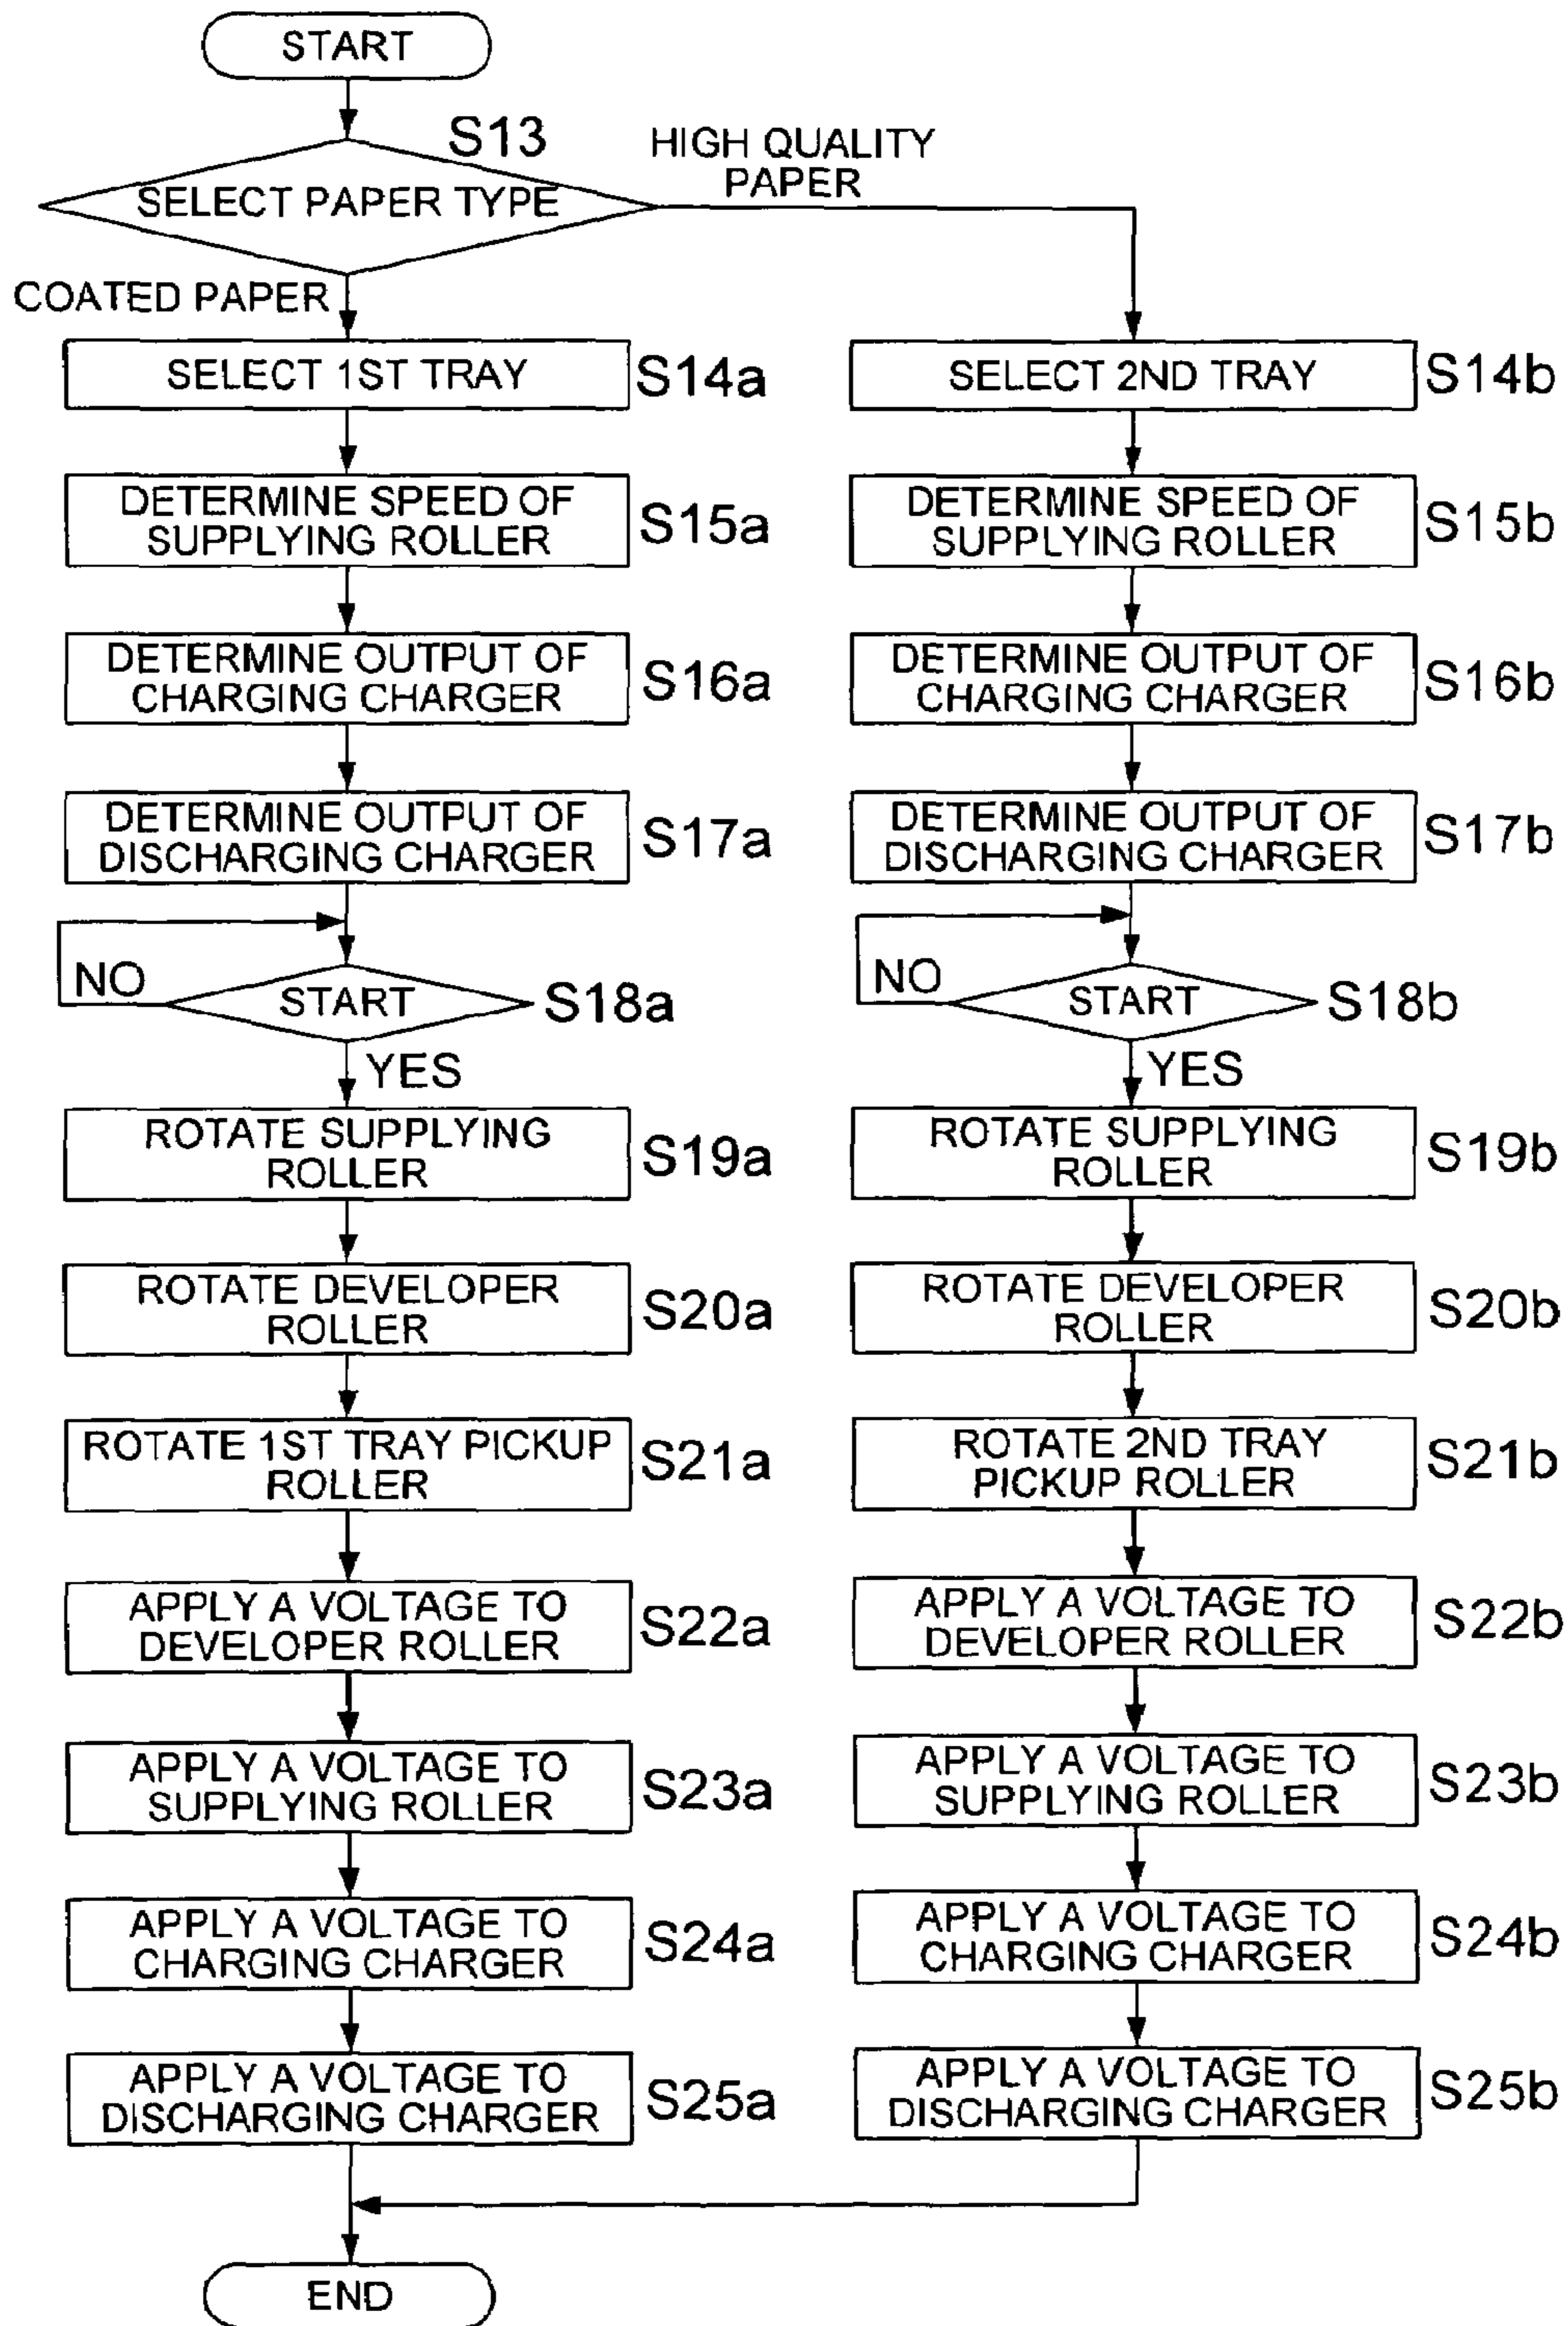 START
S13
SELECT PAPER TYPE
HIGH QUALITY
PAPER
COATED PAPER
SELECT 1ST TRAY
S14a
DETERMINE SPEED OF
SUPPLYING ROLLER
S15a
DETERMINE OUTPUT OF
CHARGING CHARGER
S16a
DETERMINE OUTPUT OF
DISCHARGING CHARGER
S17a
NO
START
S18a
YES
ROTATE SUPPLYING
ROLLER
S19a
ROTATE DEVELOPER
ROLLER
S20a
ROTATE 1ST TRAY PICKUP
ROLLER
S21a
APPLY A VOLTAGE TO
DEVELOPER ROLLER
S22a
APPLY A VOLTAGE TO
SUPPLYING ROLLER
S23a
APPLY A VOLTAGE TO
CHARGING CHARGER
S24a
APPLY A VOLTAGE TO
DISCHARGING CHARGER
S25a
SELECT 2ND TRAY
S14b
DETERMINE SPEED OF
SUPPLYING ROLLER
S15b
DETERMINE OUTPUT OF
CHARGING CHARGER
S16b
DETERMINE OUTPUT OF
DISCHARGING CHARGER
S17b
NO
START
S18b
YES
ROTATE SUPPLYING
ROLLER
S19b
ROTATE DEVELOPER
ROLLER
S20b
ROTATE 2ND TRAY
PICKUP ROLLER
S21b
APPLY A VOLTAGE TO
DEVELOPER ROLLER
S22b
APPLY A VOLTAGE TO
SUPPLYING ROLLER
S23b
APPLY A VOLTAGE TO
CHARGING CHARGER
S24b
APPLY A VOLTAGE TO
DISCHARGING CHARGER
S25b
END